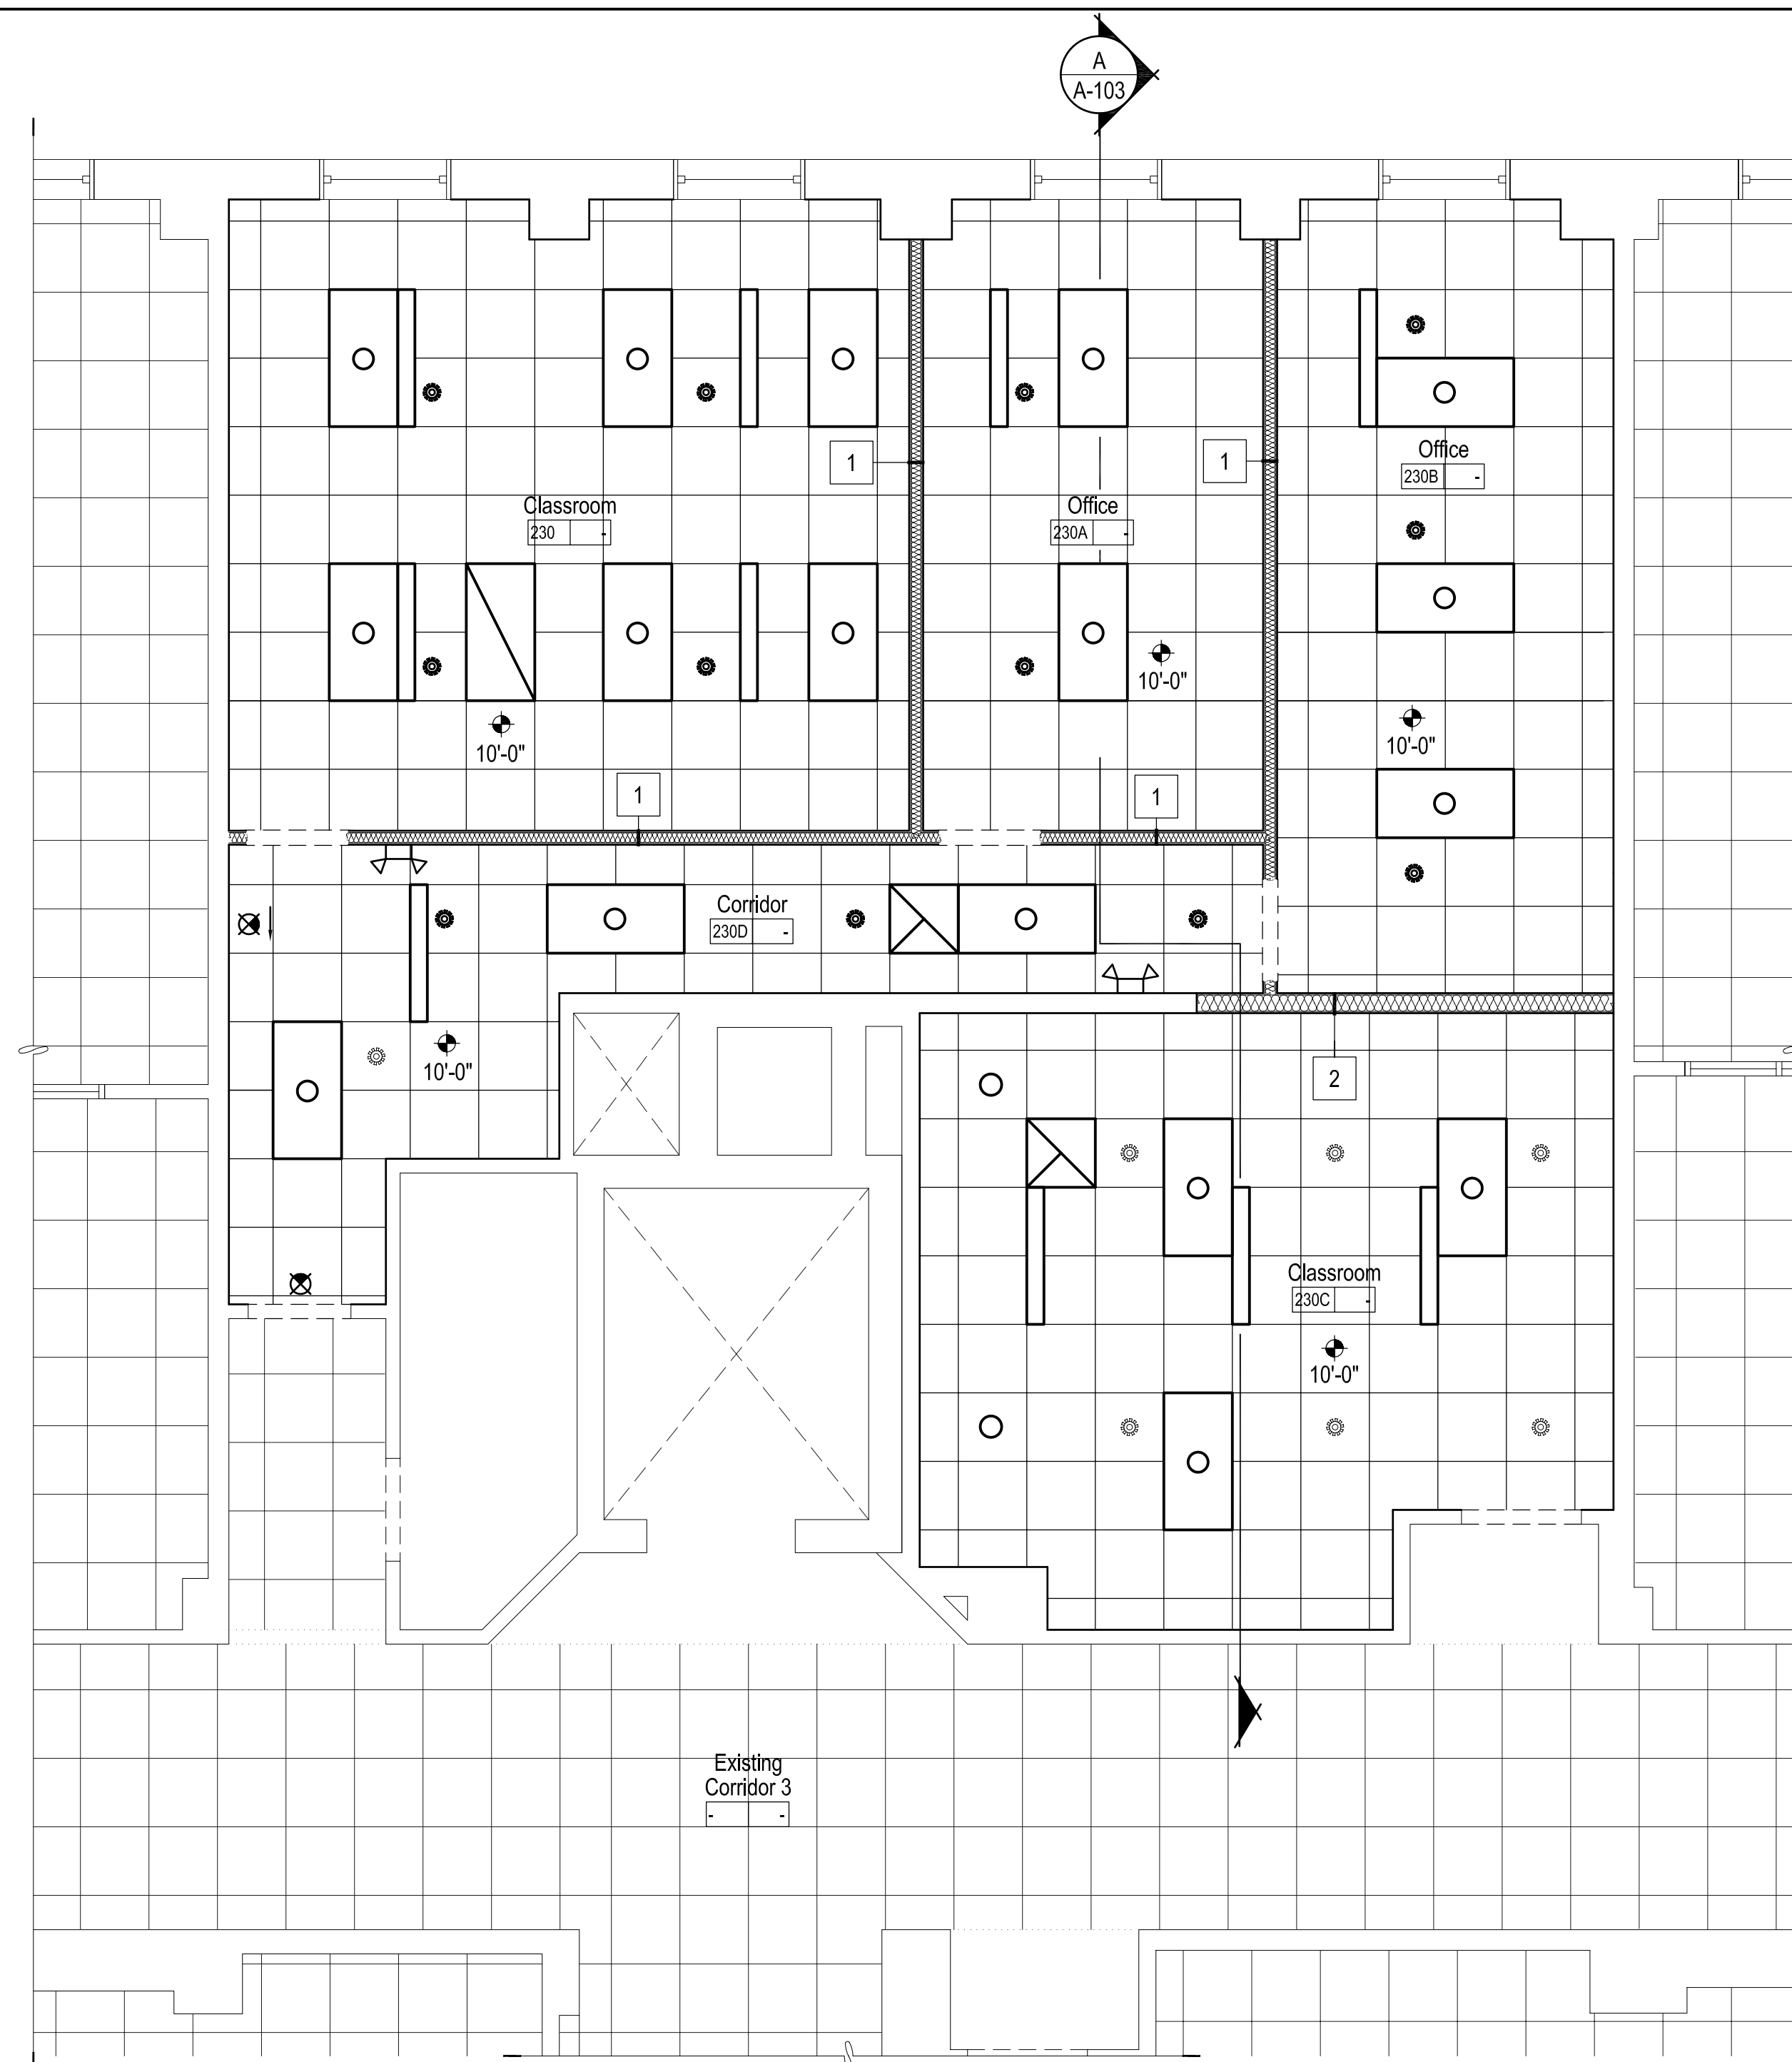 A
A-103
1
1
Office
230B -
Classroom
230 -
Office
230A -
10'-0"
10'-0"
10'-0"
1
1
Corridor
230D -
10'-0"
2
Classroom
230C -
10'-0"
Existing
Corridor 3
- -